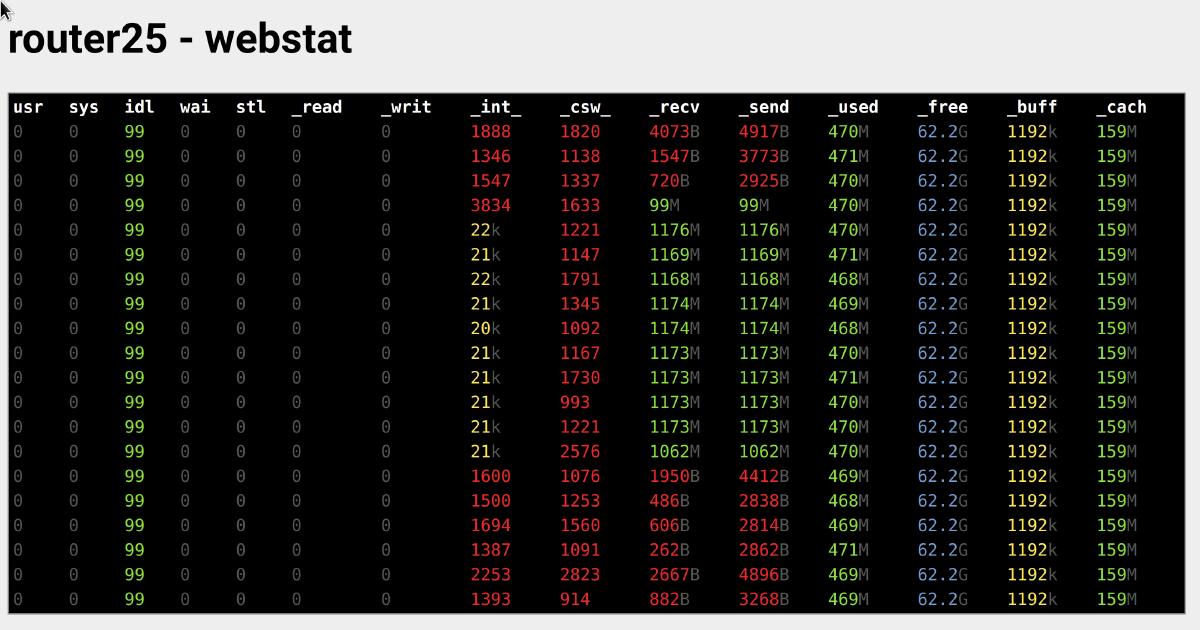 router25 - webstat
usr sys idl wai stl _read _writ _int_ _csw_ _recv _send _used _free _buff _cach
0 0 99 0 0 0 0 1888 1820 4073B 4917B 470M 62.2G 1192k 159M
0 0 99 0 0 0 0 1346 1138 1547B 3773B 471M 62.2G 1192k 159M
0 0 99 0 0 0 0 1547 1337 720B 2925B 470M 62.2G 1192k 159M
0 0 99 0 0 0 0 3834 1633 99M 99M 470M 62.2G 1192k 159M
0 0 99 0 0 0 0 22k 1221 1176M 1176M 470M 62.2G 1192k 159M
0 0 99 0 0 0 0 21k 1147 1169M 1169M 471M 62.2G 1192k 159M
0 0 99 0 0 0 0 22k 1791 1168M 1168M 468M 62.2G 1192k 159M
0 0 99 0 0 0 0 21k 1345 1174M 1174M 469M 62.2G 1192k 159M
0 0 99 0 0 0 0 20k 1092 1174M 1174M 468M 62.2G 1192k 159M
0 0 99 0 0 0 0 21k 1167 1173M 1173M 470M 62.2G 1192k 159M
0 0 99 0 0 0 0 21k 1730 1173M 1173M 471M 62.2G 1192k 159M
0 0 99 0 0 0 0 21k 993 1173M 1173M 470M 62.2G 1192k 159M
0 0 99 0 0 0 0 21k 1221 1173M 1173M 470M 62.2G 1192k 159M
0 0 99 0 0 0 0 21k 2576 1062M 1062M 470M 62.2G 1192k 159M
0 0 99 0 0 0 0 1600 1076 1950B 4412B 469M 62.2G 1192k 159M
0 0 99 0 0 0 0 1500 1253 486B 2838B 468M 62.2G 1192k 159M
0 0 99 0 0 0 0 1694 1560 606B 2814B 469M 62.2G 1192k 159M
0 0 99 0 0 0 0 1387 1091 262B 2862B 471M 62.2G 1192k 159M
0 0 99 0 0 0 0 2253 2823 2667B 4896B 469M 62.2G 1192k 159M
0 0 99 0 0 0 0 1393 914 882B 3268B 469M 62.2G 1192k 159M